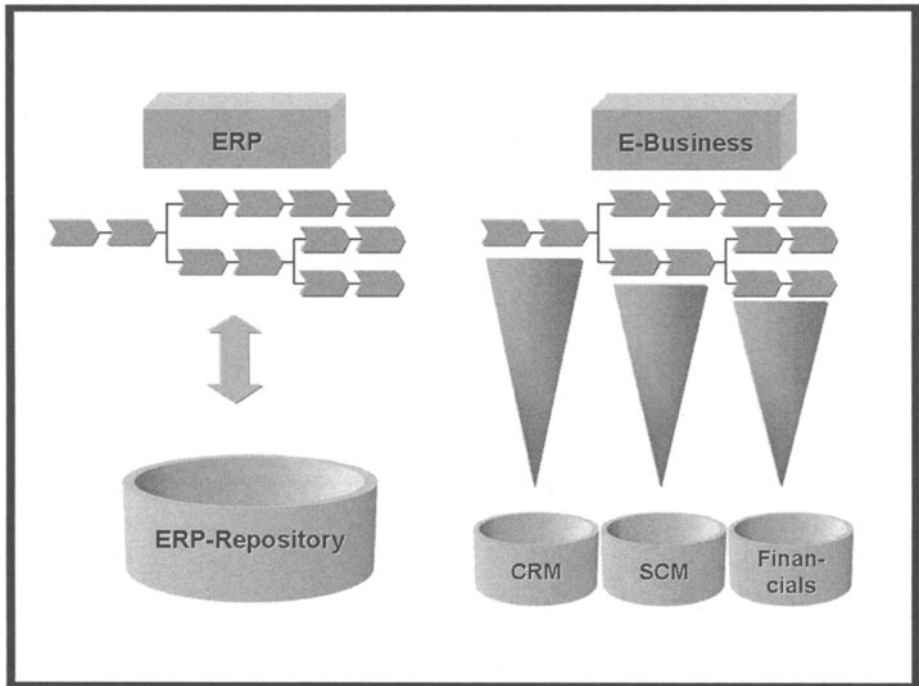 ERP
E-Business
ERP-Repository
CRM
SCM
Finan-
cials